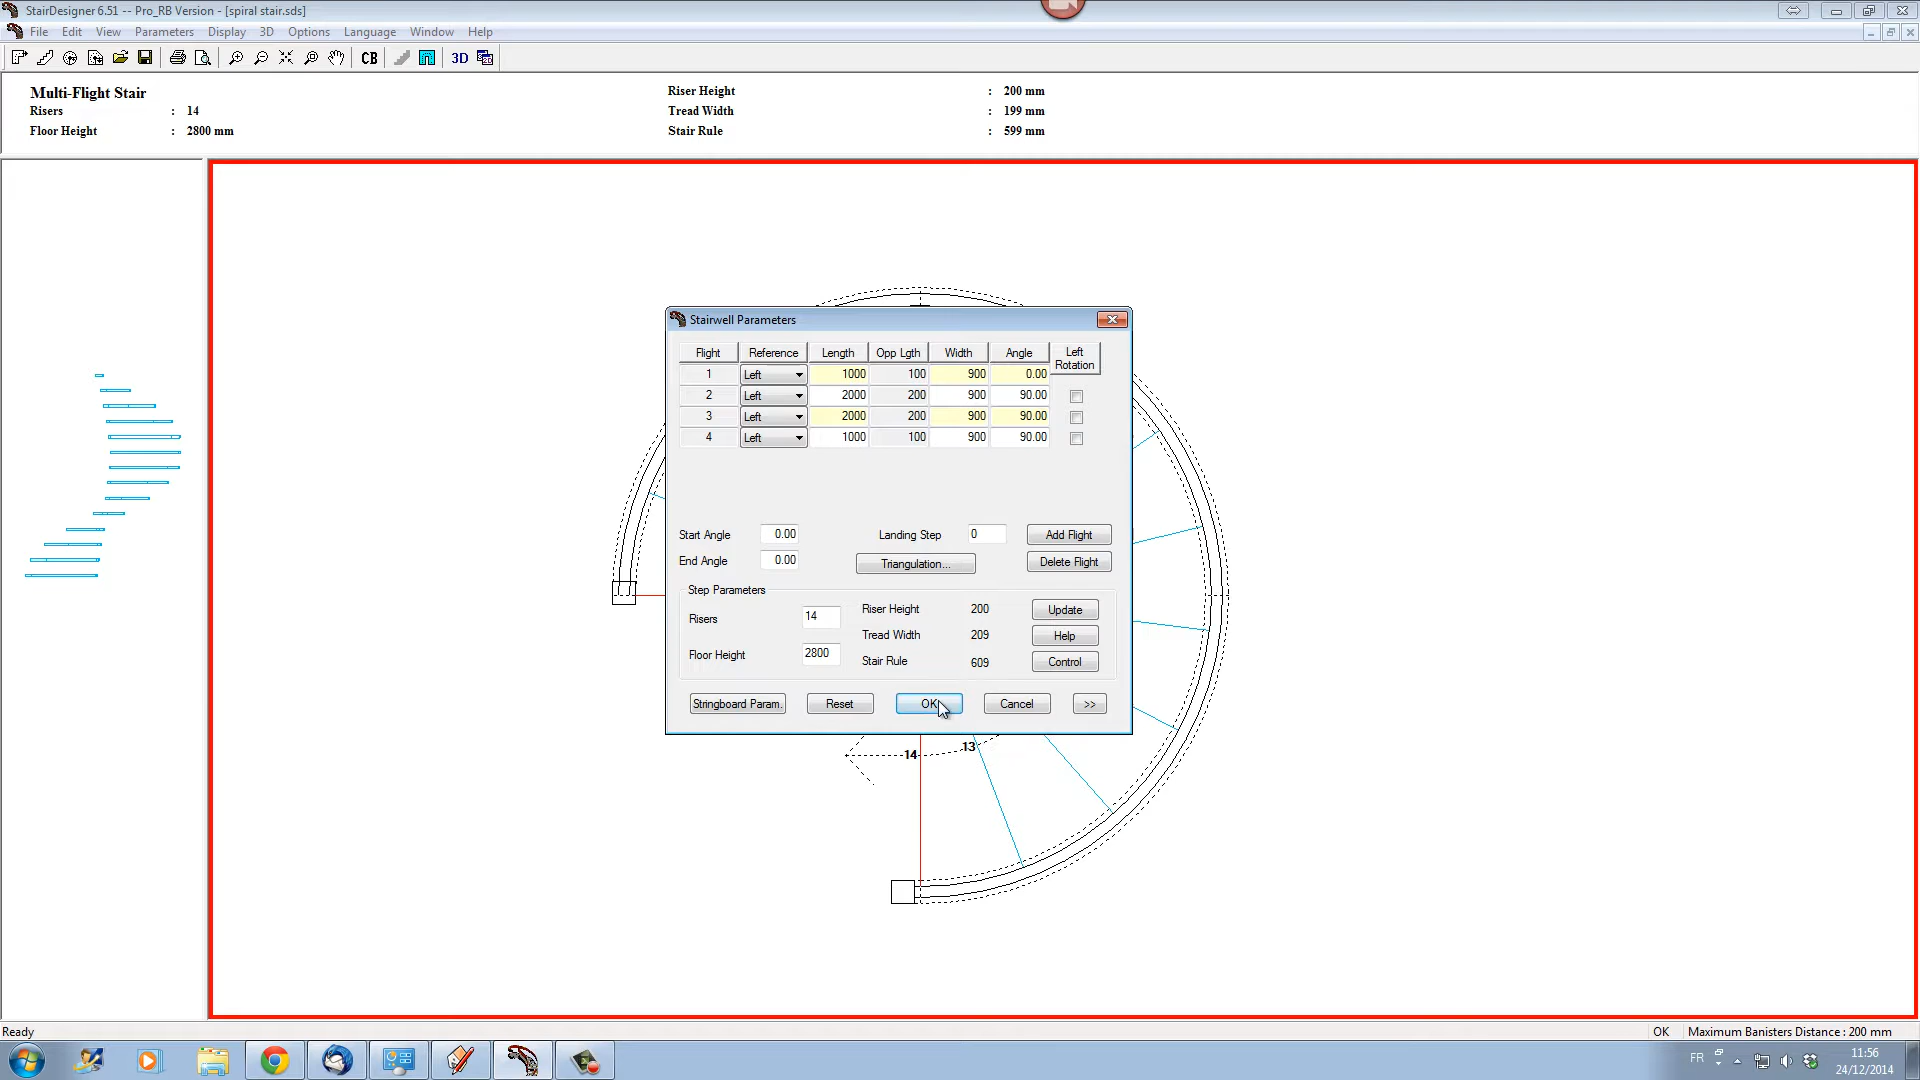 StairDesigner 6.51 -- Pro_RB Version - [spiral stair.sds]
File Edit View Parameters Display 3D Options Language Window Help
CB 3D
Multi-Flight Stair
Risers : 14
Floor Height : 2800 mm
Riser Height : 200 mm
Tread Width : 199 mm
Stair Rule : 599 mm
Stairwell Parameters
Flight Reference Length Opp Lgth Width Angle Left Rotation
1 Left 1000 100 900 0.00
2 Left 2000 200 900 90.00
3 Left 2000 200 900 90.00
4 Left 1000 100 900 90.00
Start Angle 0.00 Landing Step 0 Add Flight
End Angle 0.00 Triangulation... Delete Flight
Step Parameters
Risers 14 Riser Height 200 Update
Tread Width 209 Help
Floor Height 2800 Stair Rule 609 Control
Stringboard Param. Reset OK Cancel >>
14 13
Ready OK Maximum Banisters Distance : 200 mm
FR 11:56
24/12/2014